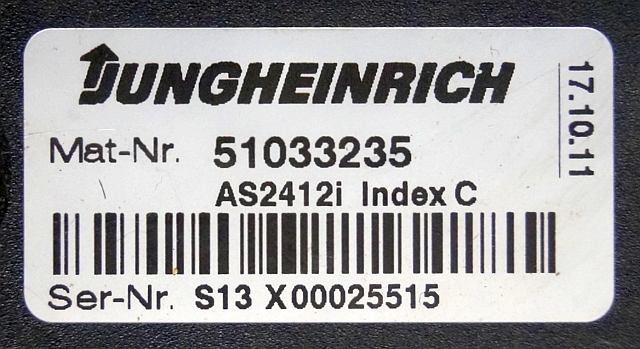 JUNGHEINRICH
17.10.11
Mat-Nr. 51033235
AS2412i Index C
Ser-Nr. S13 X00025515